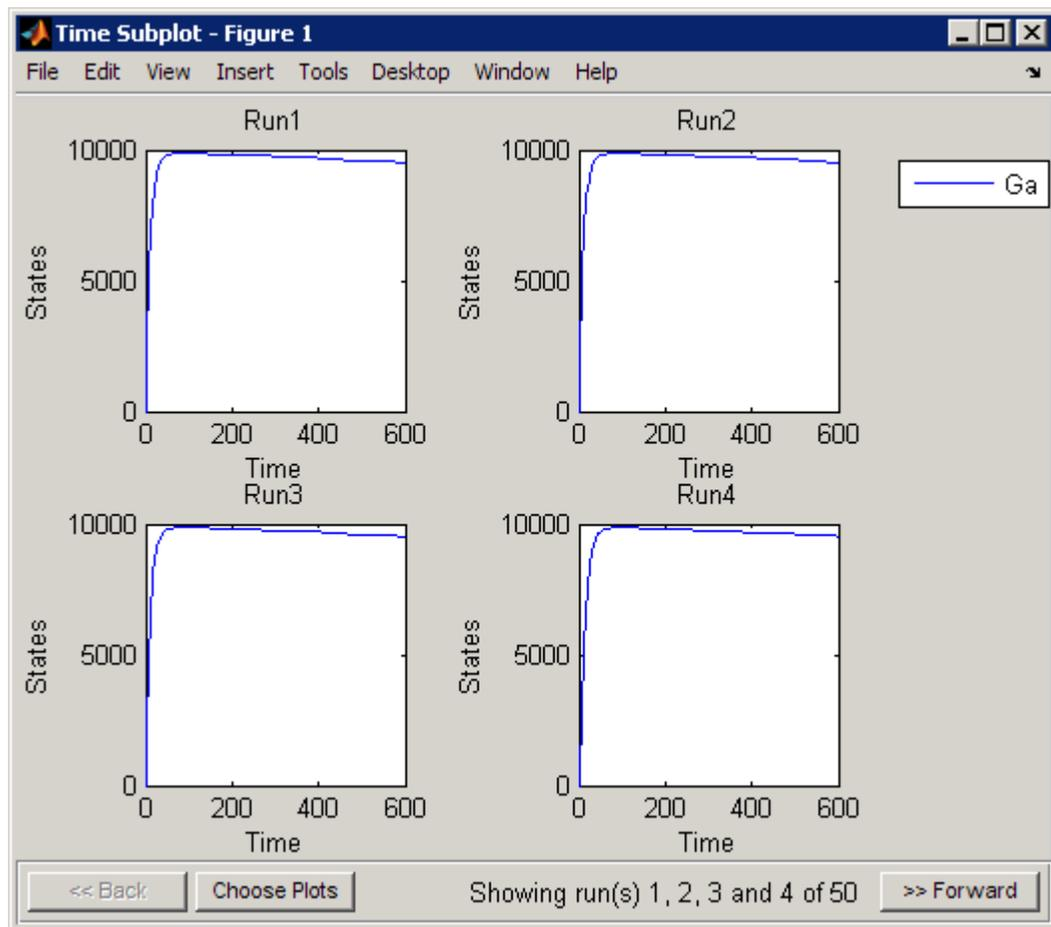 Time Subplot - Figure 1
File Edit View Insert Tools Desktop Window Help
Run1
10000
5000
0
0 200 400 600
States
Time
Run2
10000
5000
0
0 200 400 600
States
Time
Ga
Run3
10000
5000
0
0 200 400 600
States
Time
Run4
10000
5000
0
0 200 400 600
States
Time
<< Back Choose Plots Showing run(s) 1, 2, 3 and 4 of 50 >> Forward